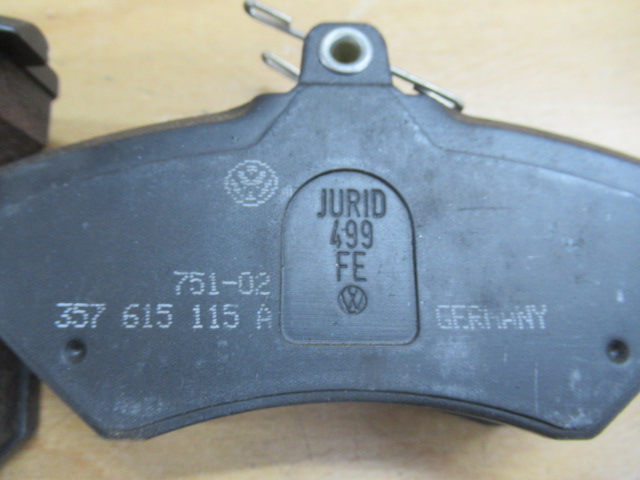 JURID
499
FE
751-02
357 615 115 A
GERMANY